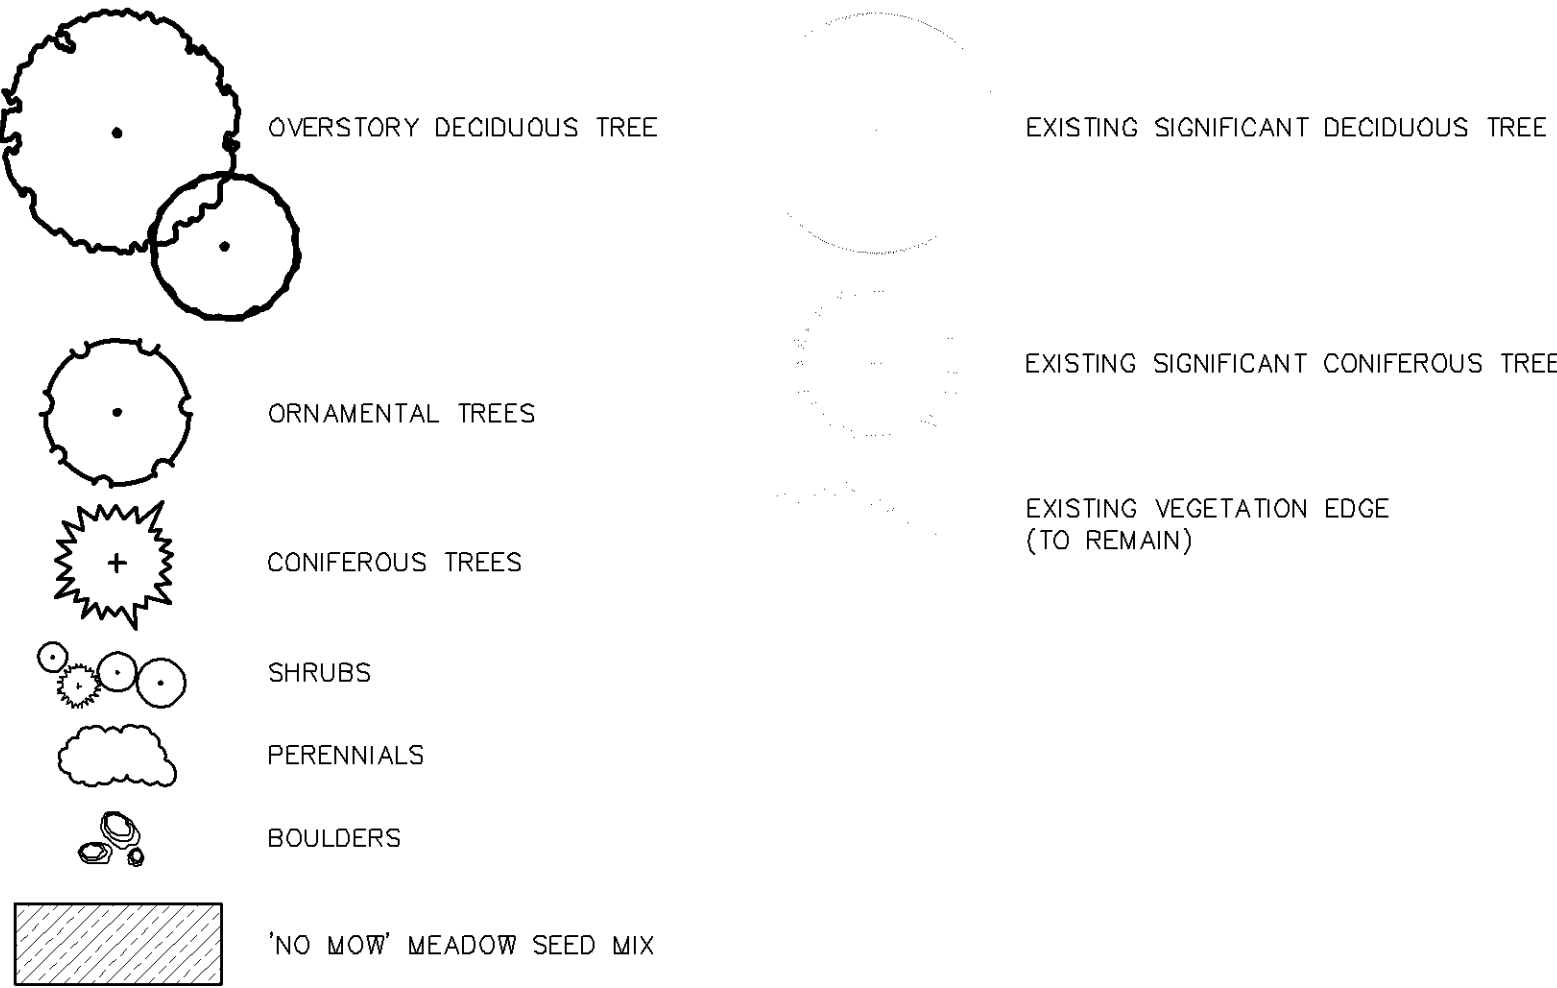 OVERSTORY DECIDUOUS TREE
ORNAMENTAL TREES
CONIFEROUS TREES
SHRUBS
PERENNIALS
BOULDERS
'NO MOW' MEADOW SEED MIX
EXISTING SIGNIFICANT DECIDUOUS TREE
EXISTING SIGNIFICANT CONIFEROUS TREE
EXISTING VEGETATION EDGE
(TO REMAIN)